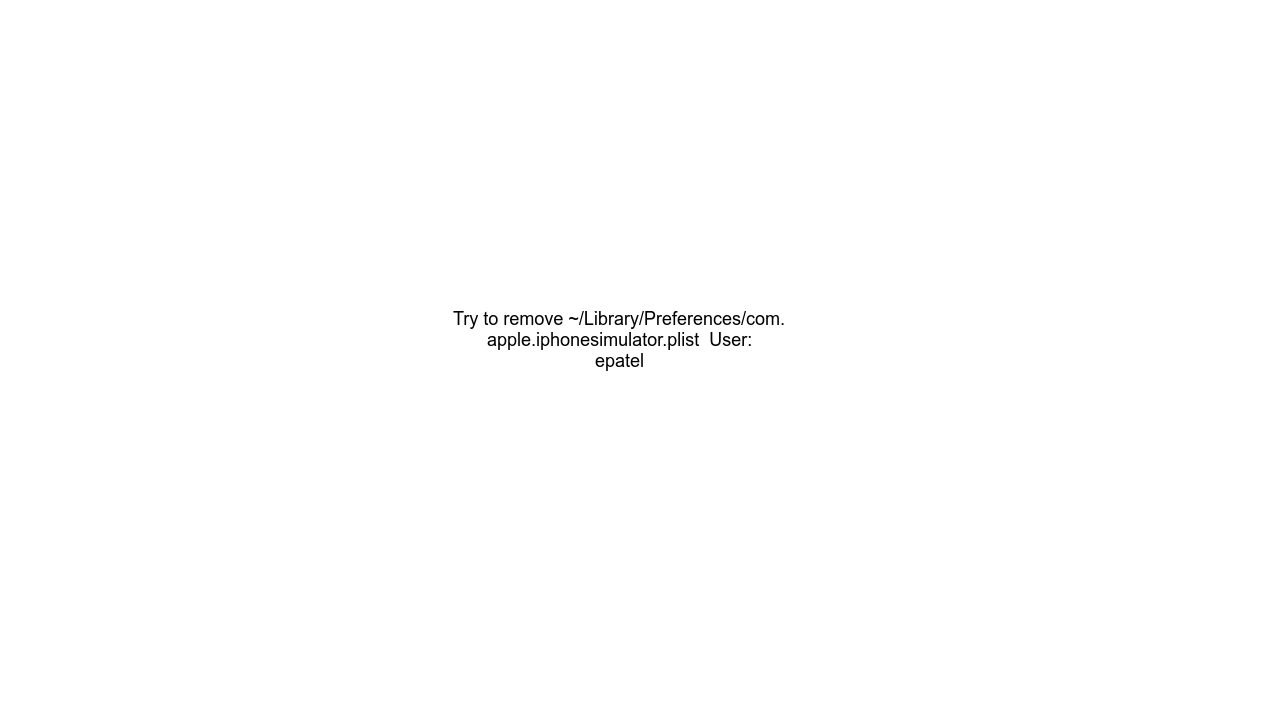 Try to remove ~/Library/Preferences/com.
apple.iphonesimulator.plist  User:
epatel